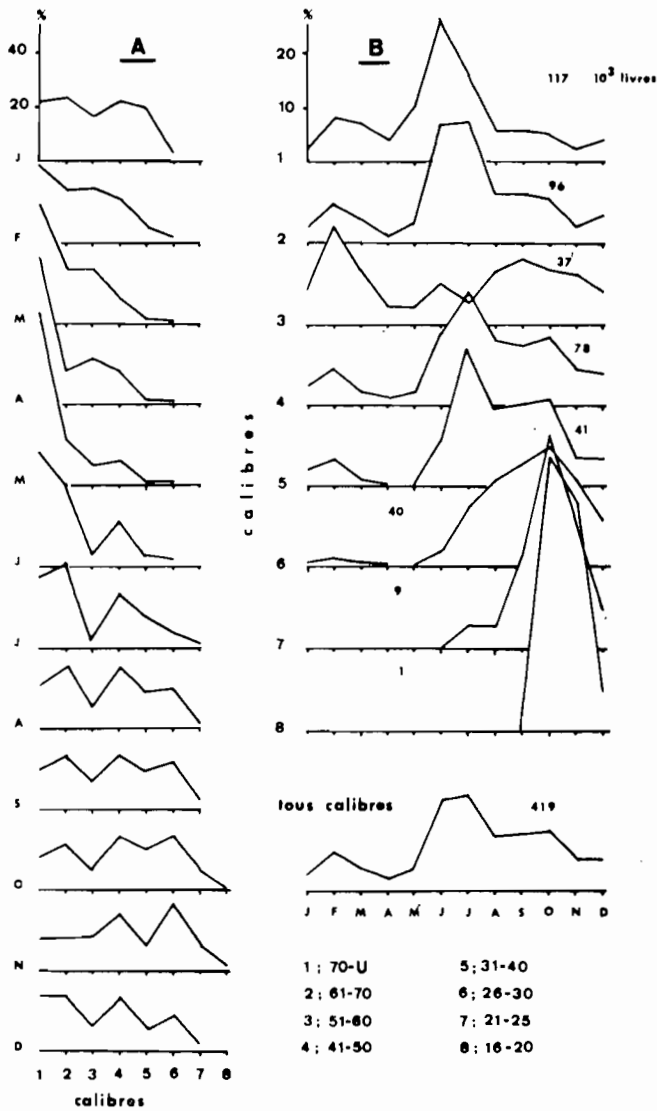 %
A
40
20
J
F
M
A
M
J
J
A
S
O
N
D
1 2 3 4 5 6 7 8
calibres
%
B
20
10
117 10³ livres
1
96
2
37
3
78
4
41
5
40
6
9
7
1
8
calibres
tous calibres 419
J F M A M J J A S O N D
1 ; 70-U
2 ; 61-70
3 ; 51-60
4 ; 41-50
5 ; 31-40
6 ; 26-30
7 ; 21-25
8 ; 16-20